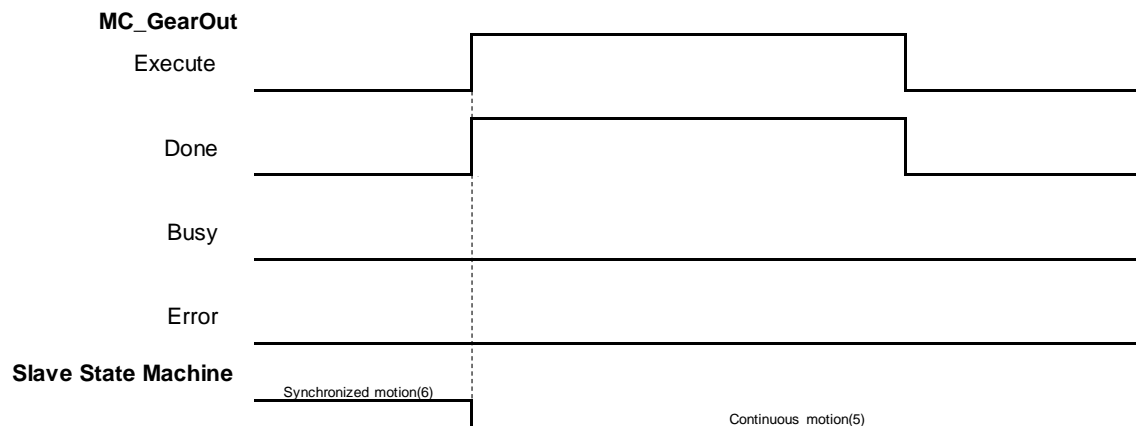 MC_GearOut
Execute
Done
Busy
Error
Slave State Machine
Synchronized motion(6)
Continuous motion(5)